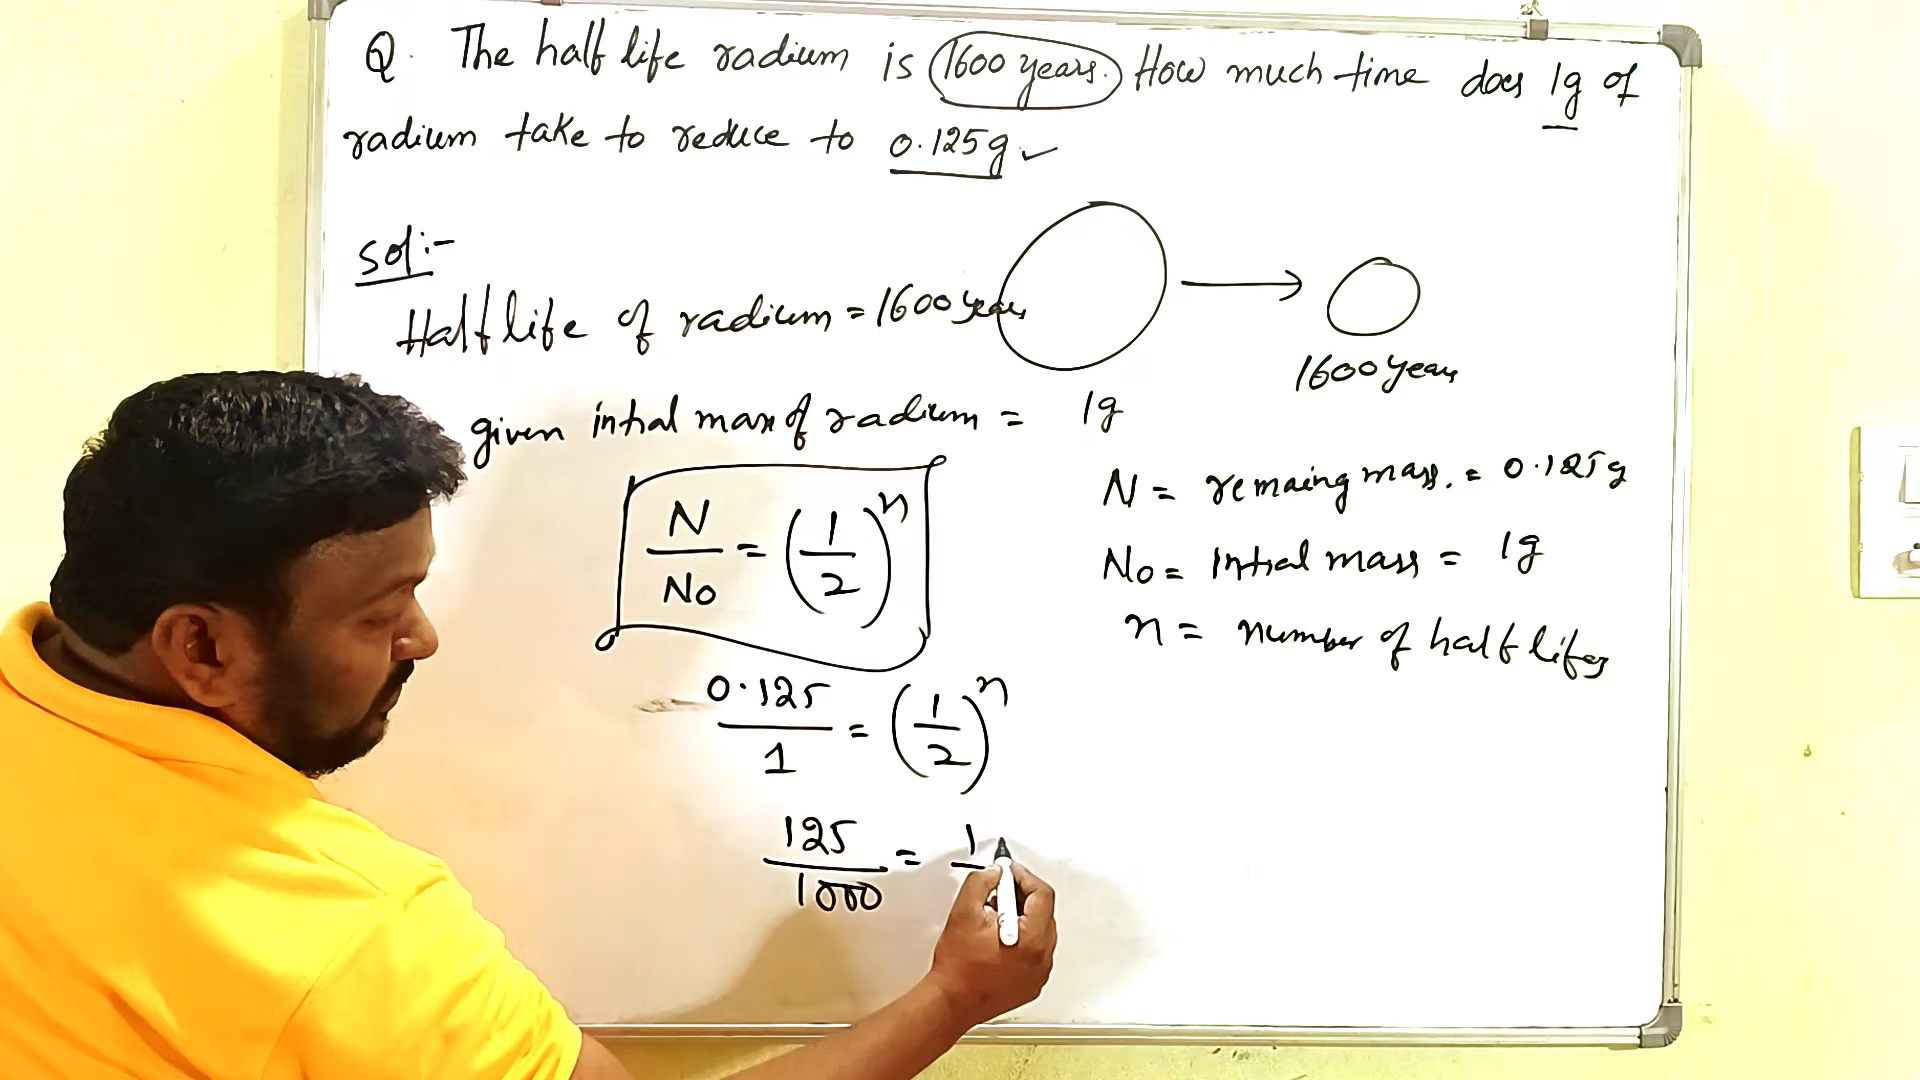 Q. The half life radium is 1600 years. How much time does 1g of
radium take to reduce to 0.125g ✓
Sol:-
Half life of radium = 1600 years
1600 years
given intial mass of radium = 1g
N/No = (1/2)^n
N = remaing mass. = 0.125g
No = Intial mass = 1g
n = number of half lifes
0.125/1 = (1/2)^n
125/1000 = 1